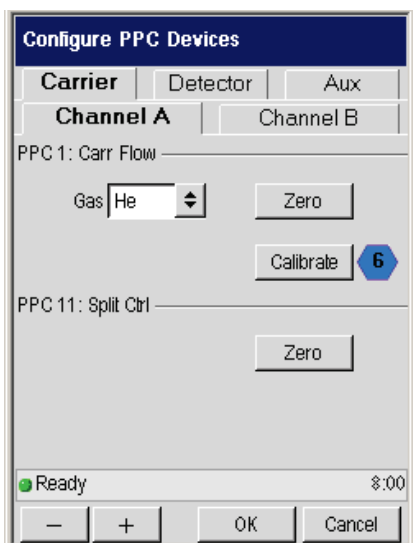 Configure PPC Devices
Carrier Detector Aux
Channel A Channel B
PPC 1: Carr Flow
Gas He Zero
Calibrate 6
PPC 11: Split Ctrl
Zero
Ready 8:00
− + OK Cancel